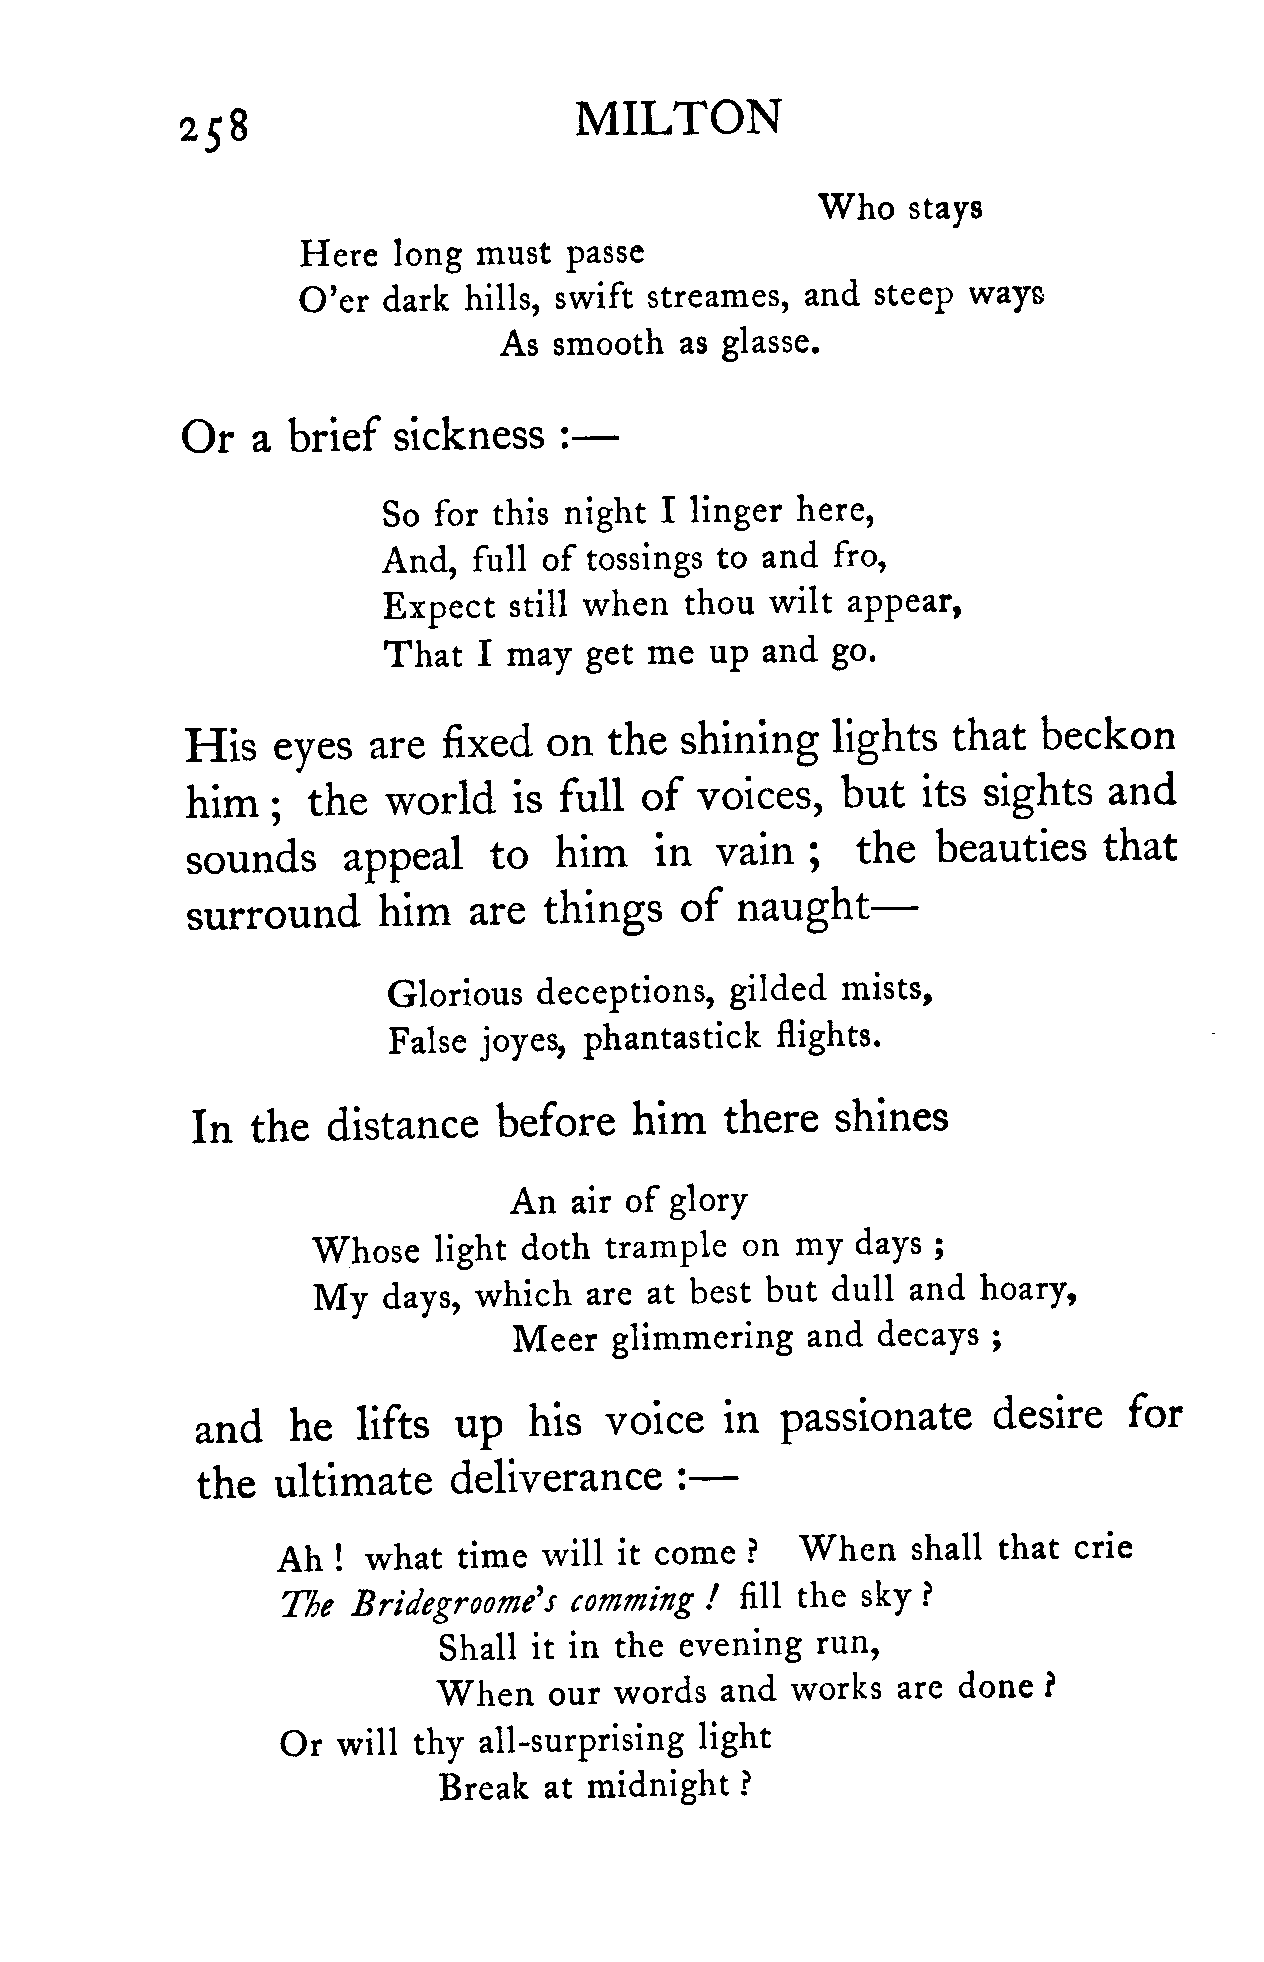 258 MILTON
Who stays
Here long must passe
O'er dark hills, swift streames, and steep ways
As smooth as glasse.
Or a brief sickness :—
So for this night I linger here,
And, full of tossings to and fro,
Expect still when thou wilt appear,
That I may get me up and go.
His eyes are fixed on the shining lights that beckon
him ; the world is full of voices, but its sights and
sounds appeal to him in vain ; the beauties that
surround him are things of naught—
Glorious deceptions, gilded mists,
False joyes, phantastick flights.
In the distance before him there shines
An air of glory
Whose light doth trample on my days ;
My days, which are at best but dull and hoary,
Meer glimmering and decays ;
and he lifts up his voice in passionate desire for
the ultimate deliverance :—
Ah ! what time will it come ? When shall that crie
The Bridegroome's comming ! fill the sky ?
Shall it in the evening run,
When our words and works are done ?
Or will thy all-surprising light
Break at midnight ?